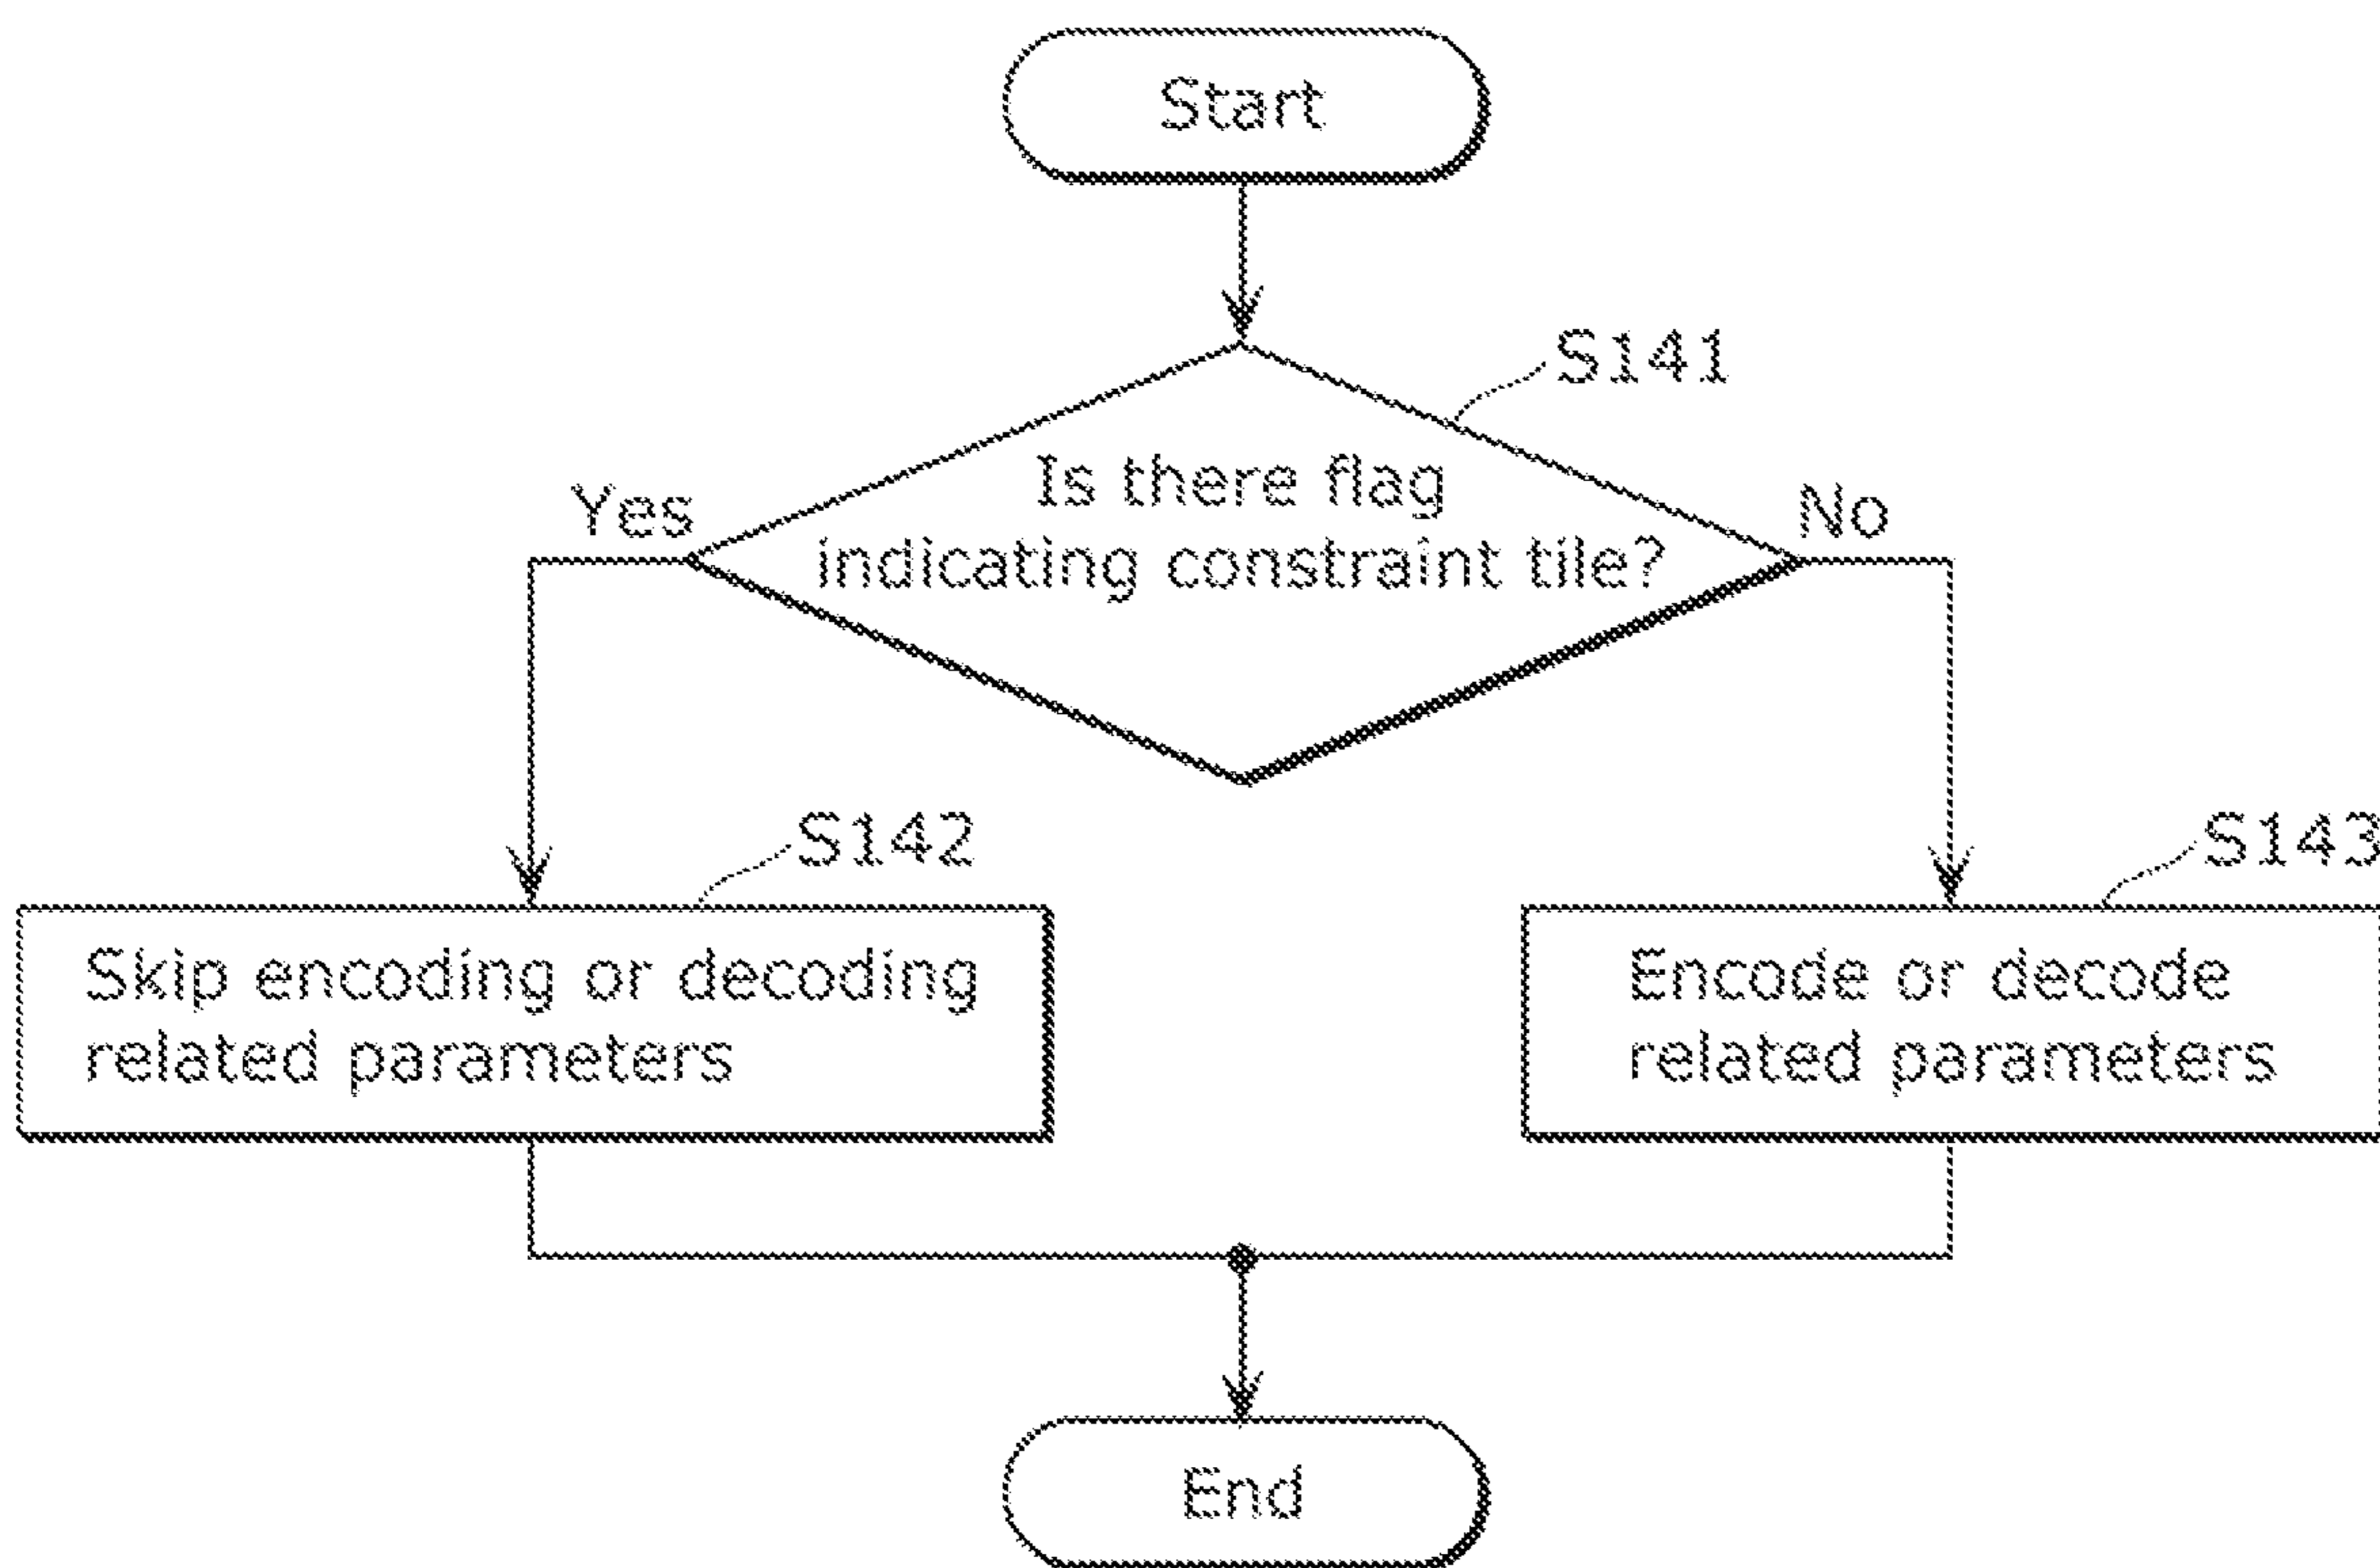 Start
S141
Is there flag
indicating constraint tile?
Yes
No
S142
S143
Skip encoding or decoding
related parameters
Encode or decode
related parameters
End